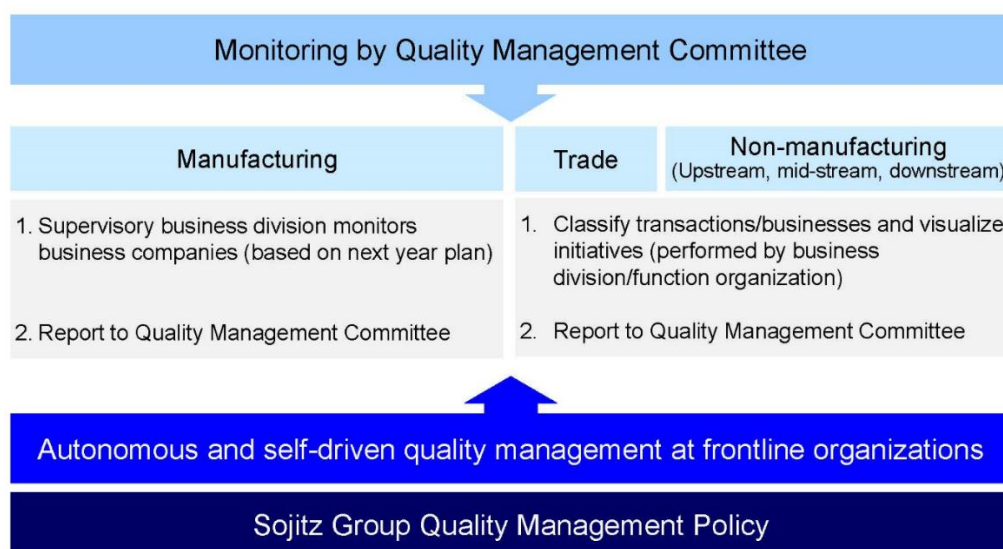 Monitoring by Quality Management Committee
Manufacturing
1. Supervisory business division monitors
business companies (based on next year plan)
2. Report to Quality Management Committee
Trade
Non-manufacturing
(Upstream, mid-stream, downstream)
1. Classify transactions/businesses and visualize
initiatives (performed by business
division/function organization)
2. Report to Quality Management Committee
Autonomous and self-driven quality management at frontline organizations
Sojitz Group Quality Management Policy